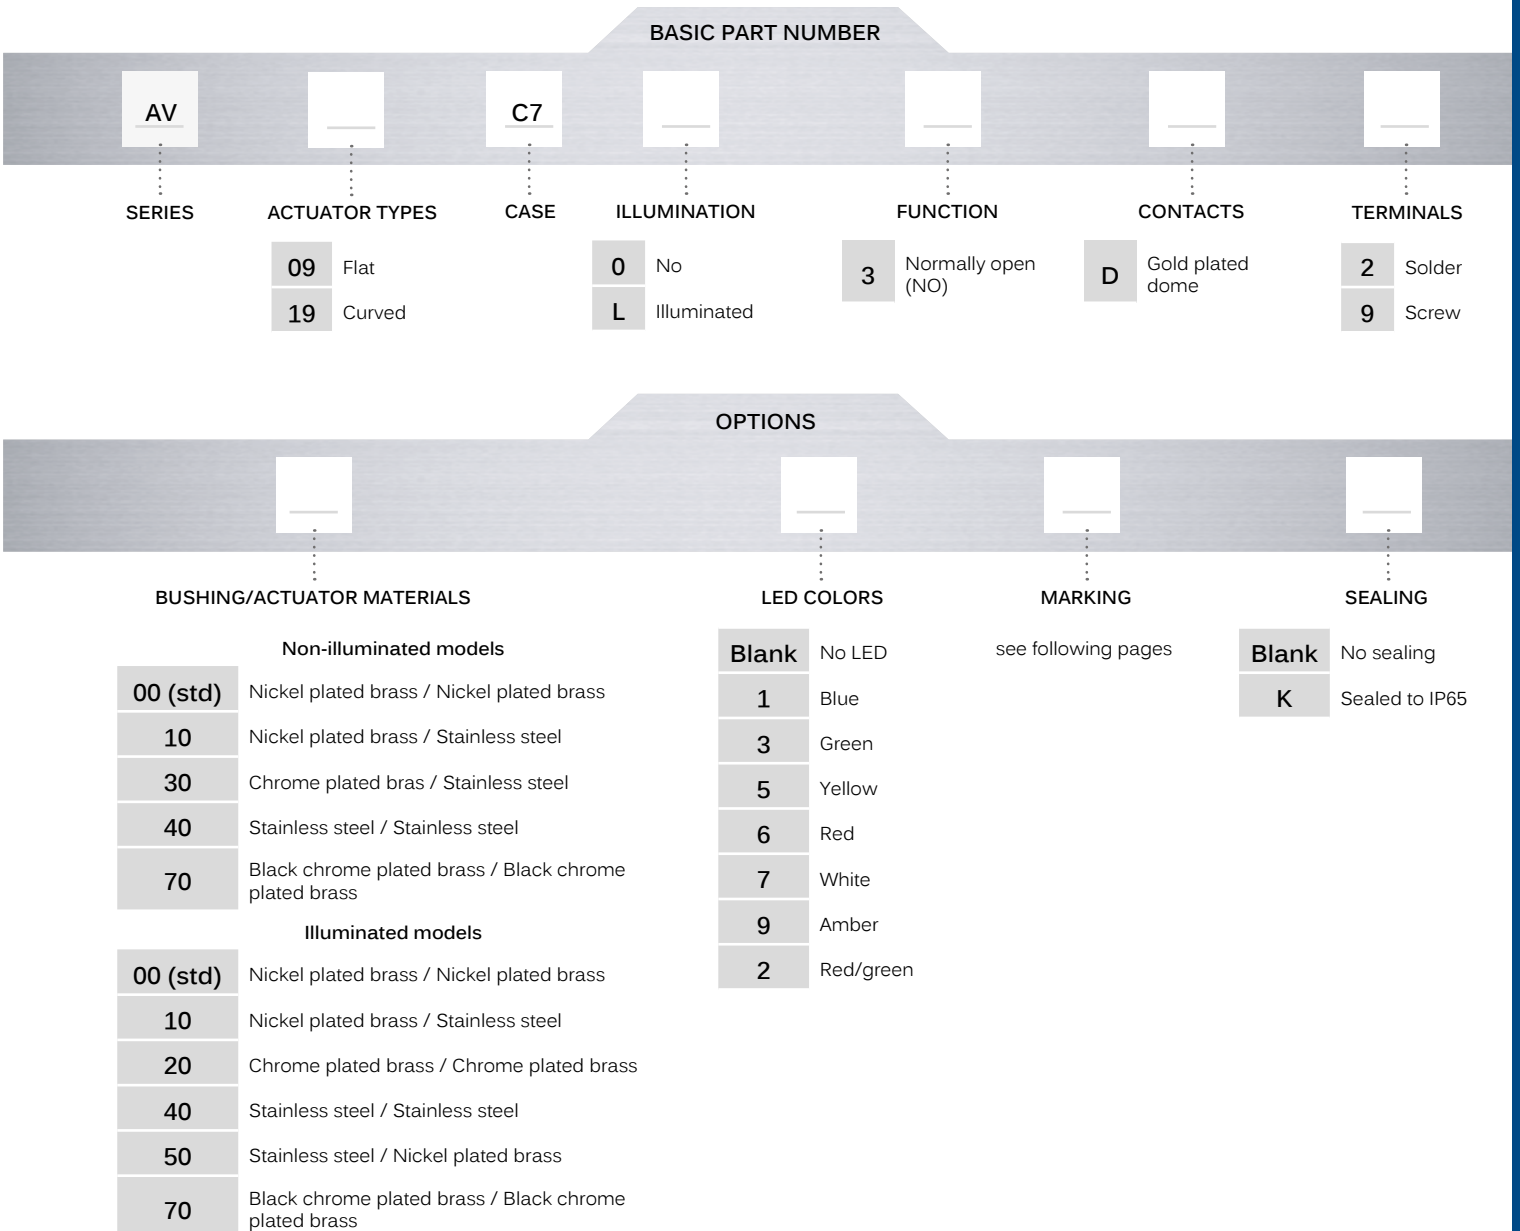 BASIC PART NUMBER
AV
C7
SERIES
ACTUATOR TYPES
CASE
ILLUMINATION
FUNCTION
CONTACTS
TERMINALS
09 Flat
19 Curved
0 No
L Illuminated
3 Normally open
(NO)
D Gold plated
dome
2 Solder
9 Screw
OPTIONS
BUSHING/ACTUATOR MATERIALS
Non-illuminated models
00 (std) Nickel plated brass / Nickel plated brass
10 Nickel plated brass / Stainless steel
30 Chrome plated bras / Stainless steel
40 Stainless steel / Stainless steel
70 Black chrome plated brass / Black chrome
plated brass
Illuminated models
00 (std) Nickel plated brass / Nickel plated brass
10 Nickel plated brass / Stainless steel
20 Chrome plated brass / Chrome plated brass
40 Stainless steel / Stainless steel
50 Stainless steel / Nickel plated brass
70 Black chrome plated brass / Black chrome
plated brass
LED COLORS
Blank No LED
1 Blue
3 Green
5 Yellow
6 Red
7 White
9 Amber
2 Red/green
MARKING
see following pages
SEALING
Blank No sealing
K Sealed to IP65